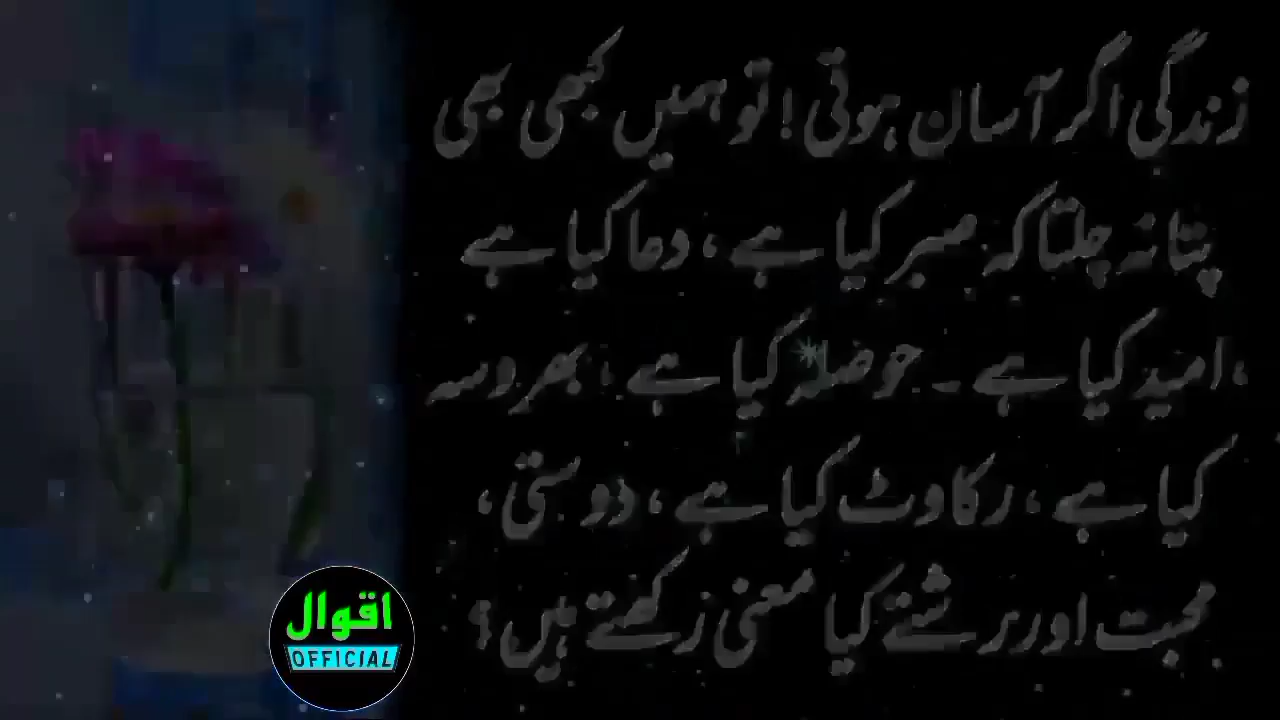 زندگی اگر آسان ہوتی ! تو ہمیں کبھی بھی
پتا نہ چلتا کہ صبر کیا ہے ، دعا کیا ہے
، امید کیا ہے ۔ حوصلہ کیا ہے ، بھروسہ
کیا ہے ، رکاوٹ کیا ہے ، دوستی ،
محبت اور رشتے کیا معنی رکھتے ہیں ؟
اقوال
OFFICIAL